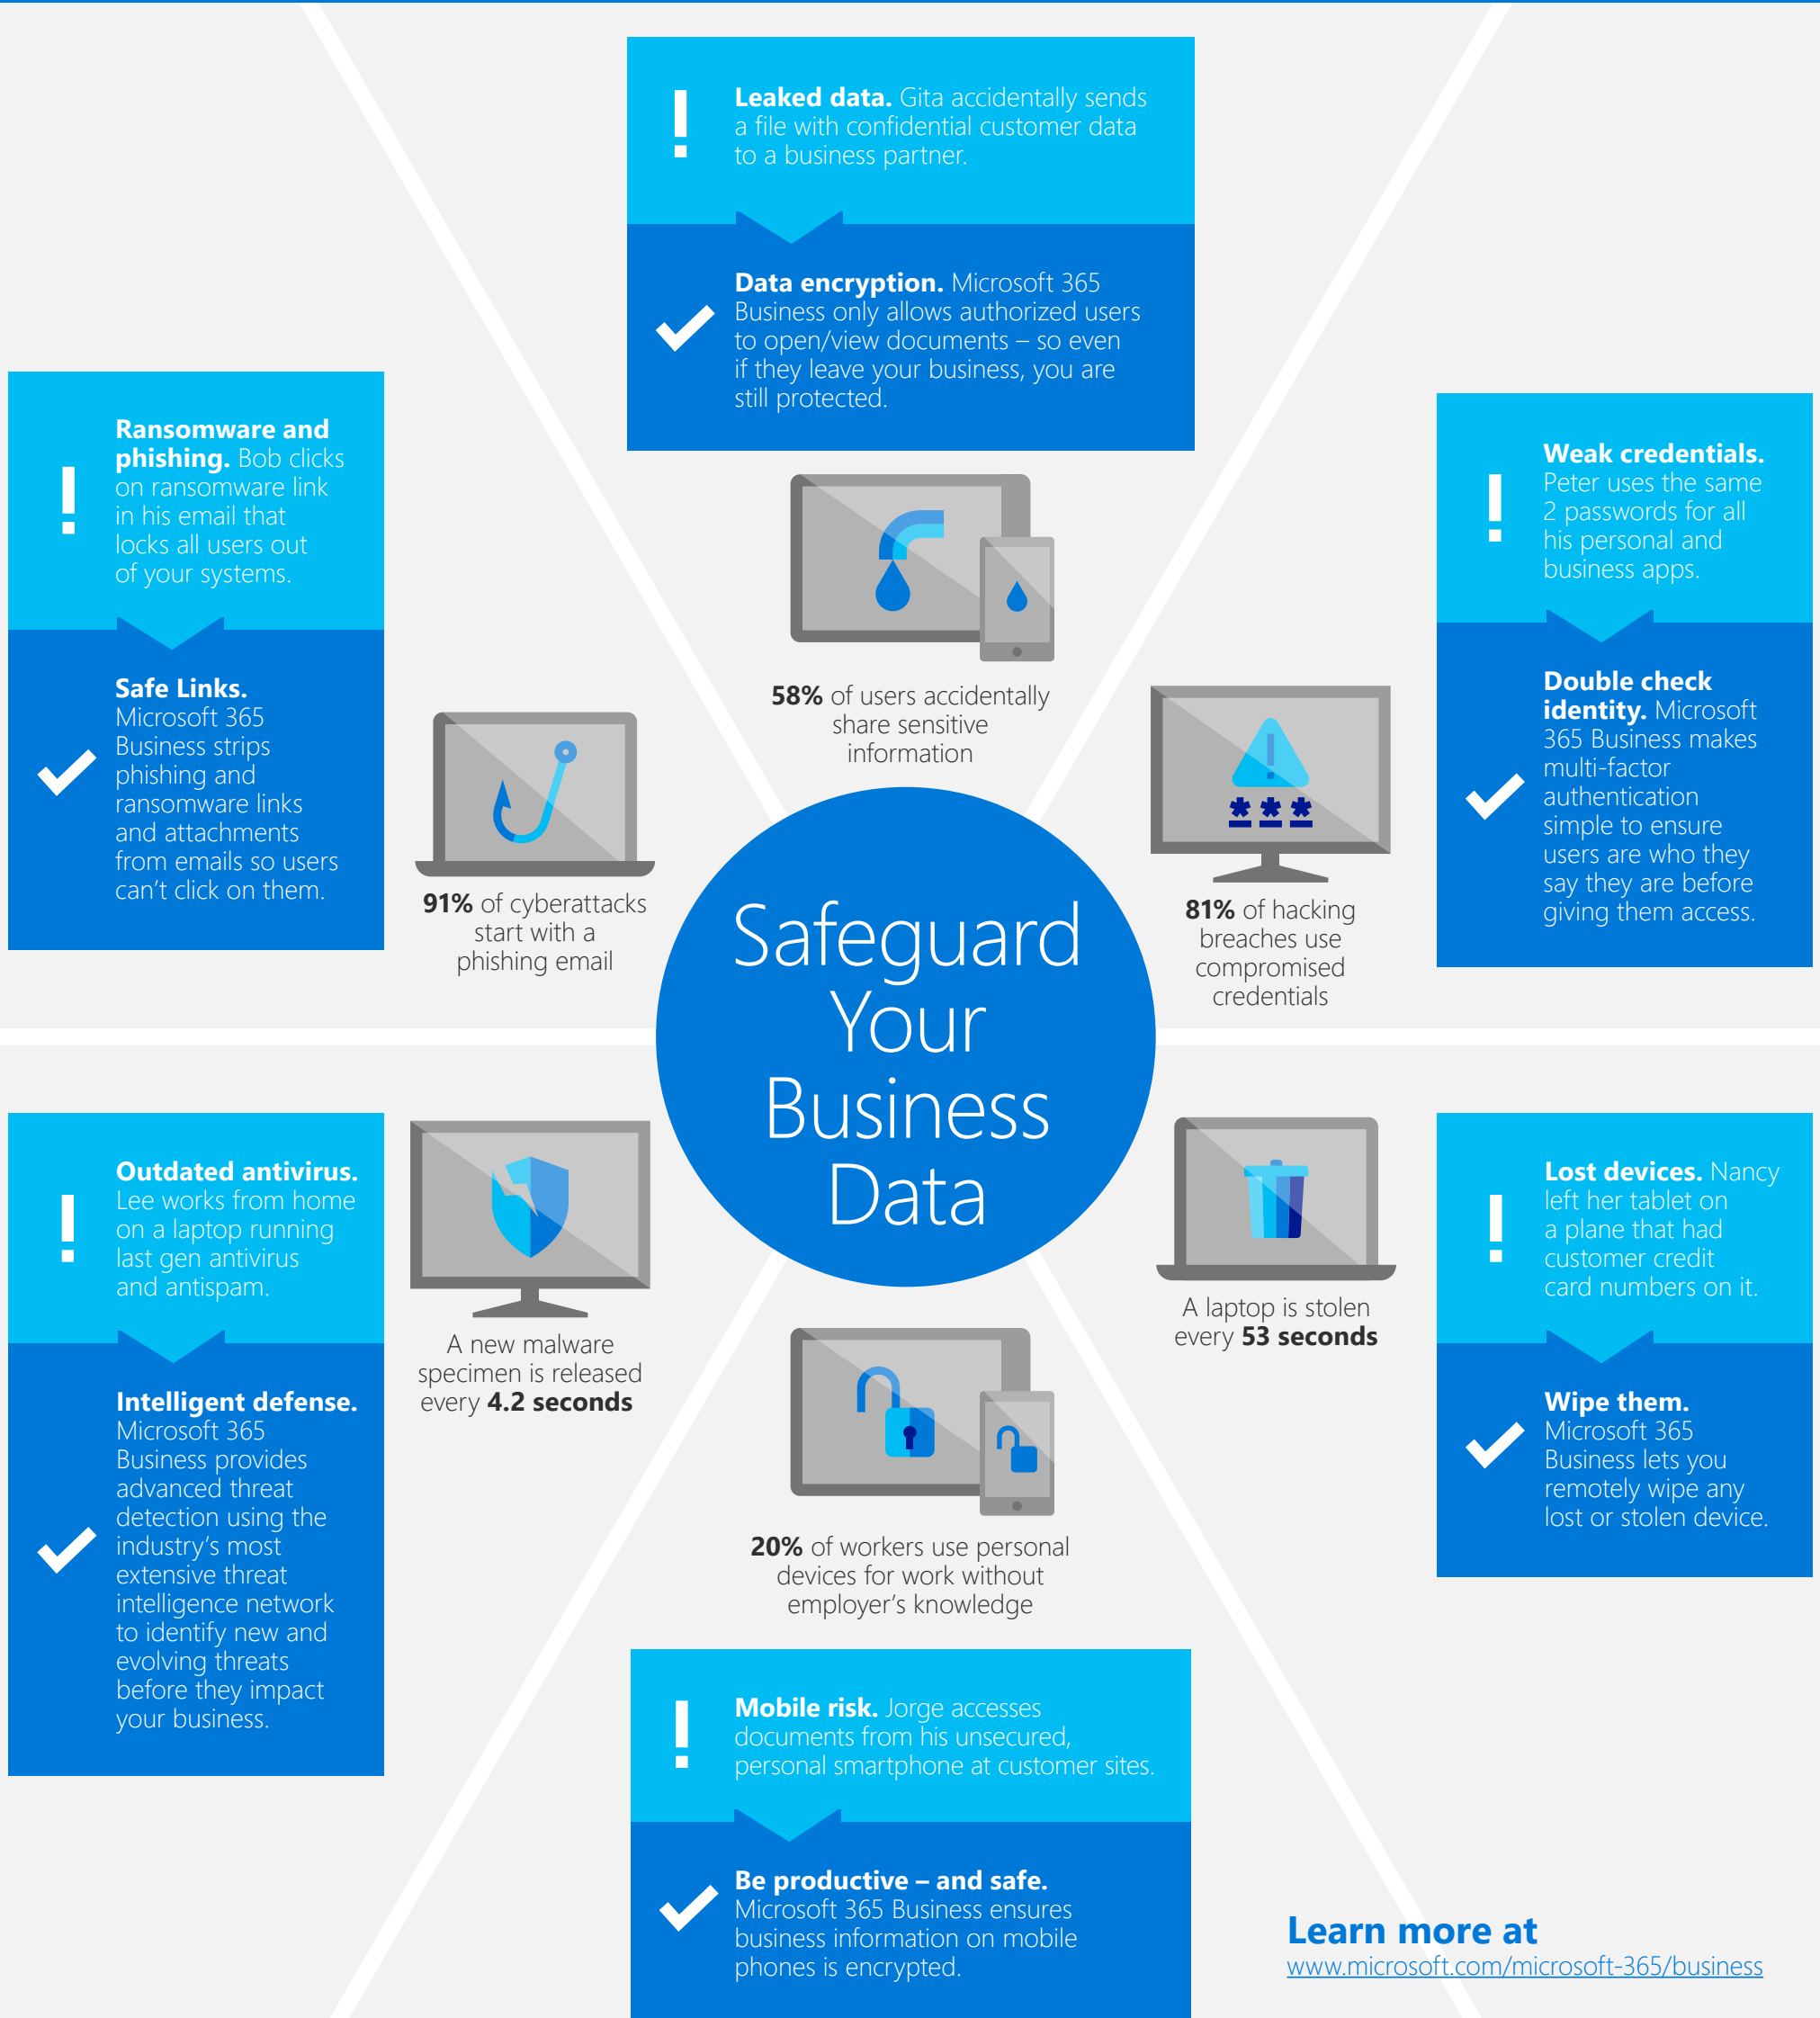 Leaked data. Gita accidentally sends
a file with confidential customer data
to a business partner.
Data encryption. Microsoft 365
Business only allows authorized users
to open/view documents – so even
if they leave your business, you are
still protected.
58% of users accidentally
share sensitive
information
Ransomware and
phishing. Bob clicks
on ransomware link
in his email that
locks all users out
of your systems.
Safe Links.
Microsoft 365
Business strips
phishing and
ransomware links
and attachments
from emails so users
can't click on them.
91% of cyberattacks
start with a
phishing email
Weak credentials.
Peter uses the same
2 passwords for all
his personal and
business apps.
Double check
identity. Microsoft
365 Business makes
multi-factor
authentication
simple to ensure
users are who they
say they are before
giving them access.
81% of hacking
breaches use
compromised
credentials
Safeguard
Your
Business
Data
Outdated antivirus.
Lee works from home
on a laptop running
last gen antivirus
and antispam.
Intelligent defense.
Microsoft 365
Business provides
advanced threat
detection using the
industry's most
extensive threat
intelligence network
to identify new and
evolving threats
before they impact
your business.
A new malware
specimen is released
every 4.2 seconds
A laptop is stolen
every 53 seconds
Lost devices. Nancy
left her tablet on
a plane that had
customer credit
card numbers on it.
Wipe them.
Microsoft 365
Business lets you
remotely wipe any
lost or stolen device.
20% of workers use personal
devices for work without
employer's knowledge
Mobile risk. Jorge accesses
documents from his unsecured,
personal smartphone at customer sites.
Be productive – and safe.
Microsoft 365 Business ensures
business information on mobile
phones is encrypted.
Learn more at
www.microsoft.com/microsoft-365/business